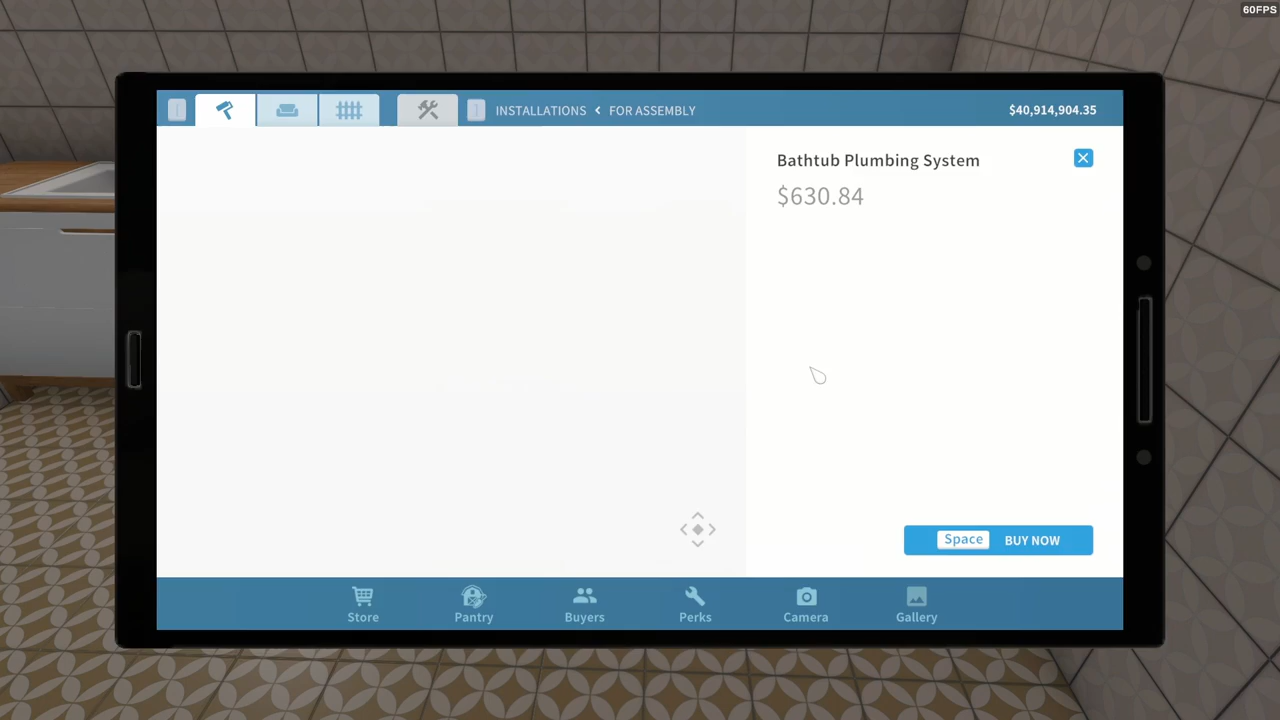 60FPS
INSTALLATIONS < FOR ASSEMBLY
$40,914,904.35
Bathtub Plumbing System
$630.84
Space BUY NOW
Store
Pantry
Buyers
Perks
Camera
Gallery